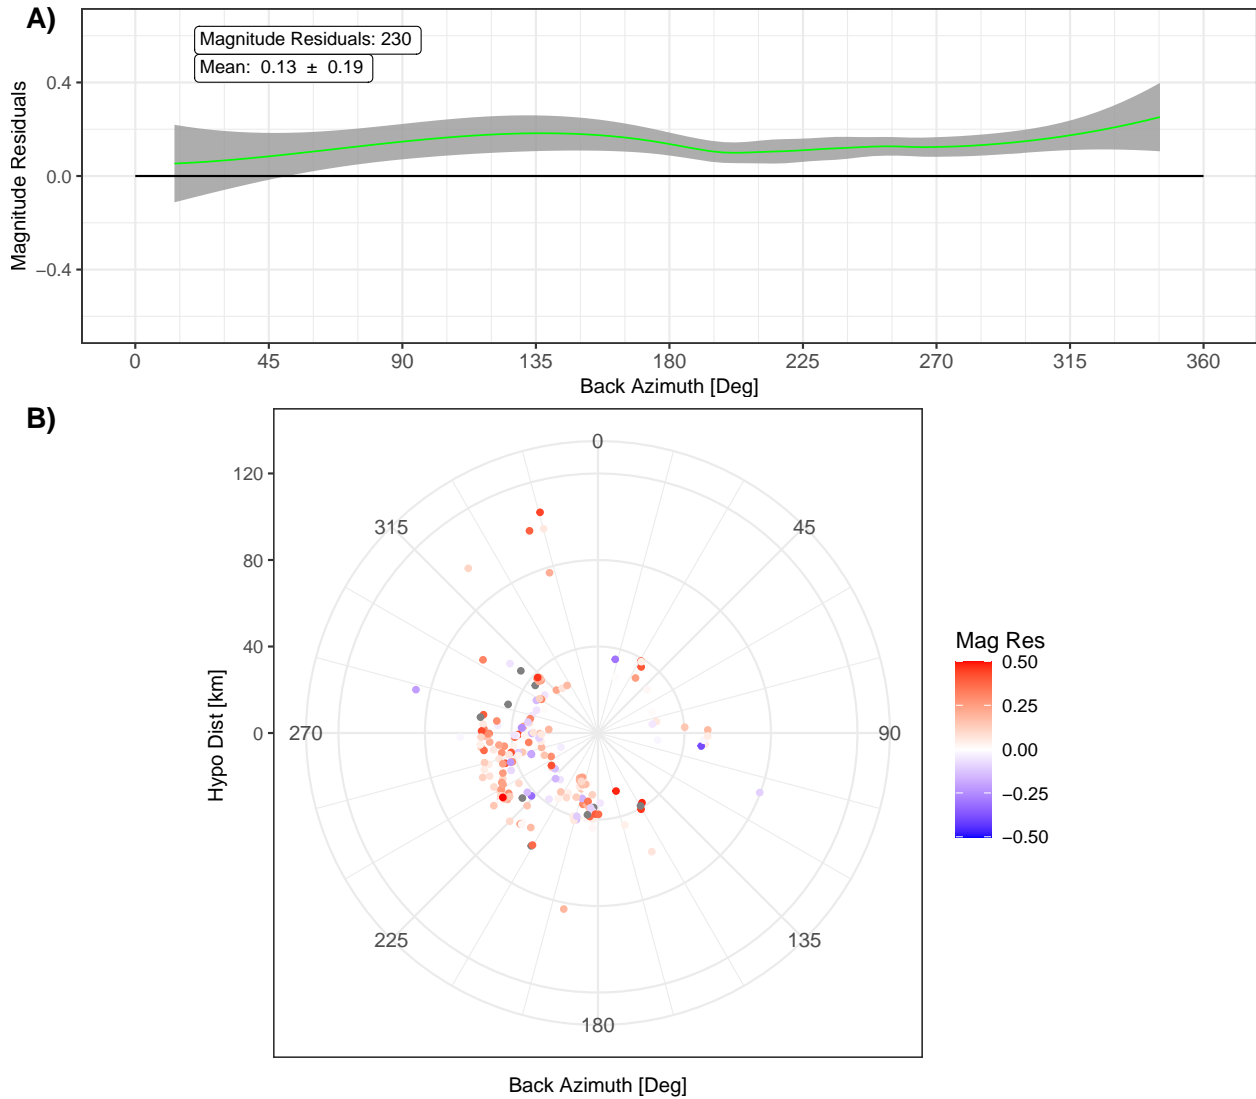 A)
Magnitude Residuals: 230
Mean:  0.13  ±  0.19
Magnitude Residuals
0.4
0.0
−0.4
0 45 90 135 180 225 270 315 360
Back Azimuth [Deg]
B)
Hypo Dist [km]
120
80
40
0
0
45
90
135
180
225
270
315
Back Azimuth [Deg]
Mag Res
0.50
0.25
0.00
−0.25
−0.50